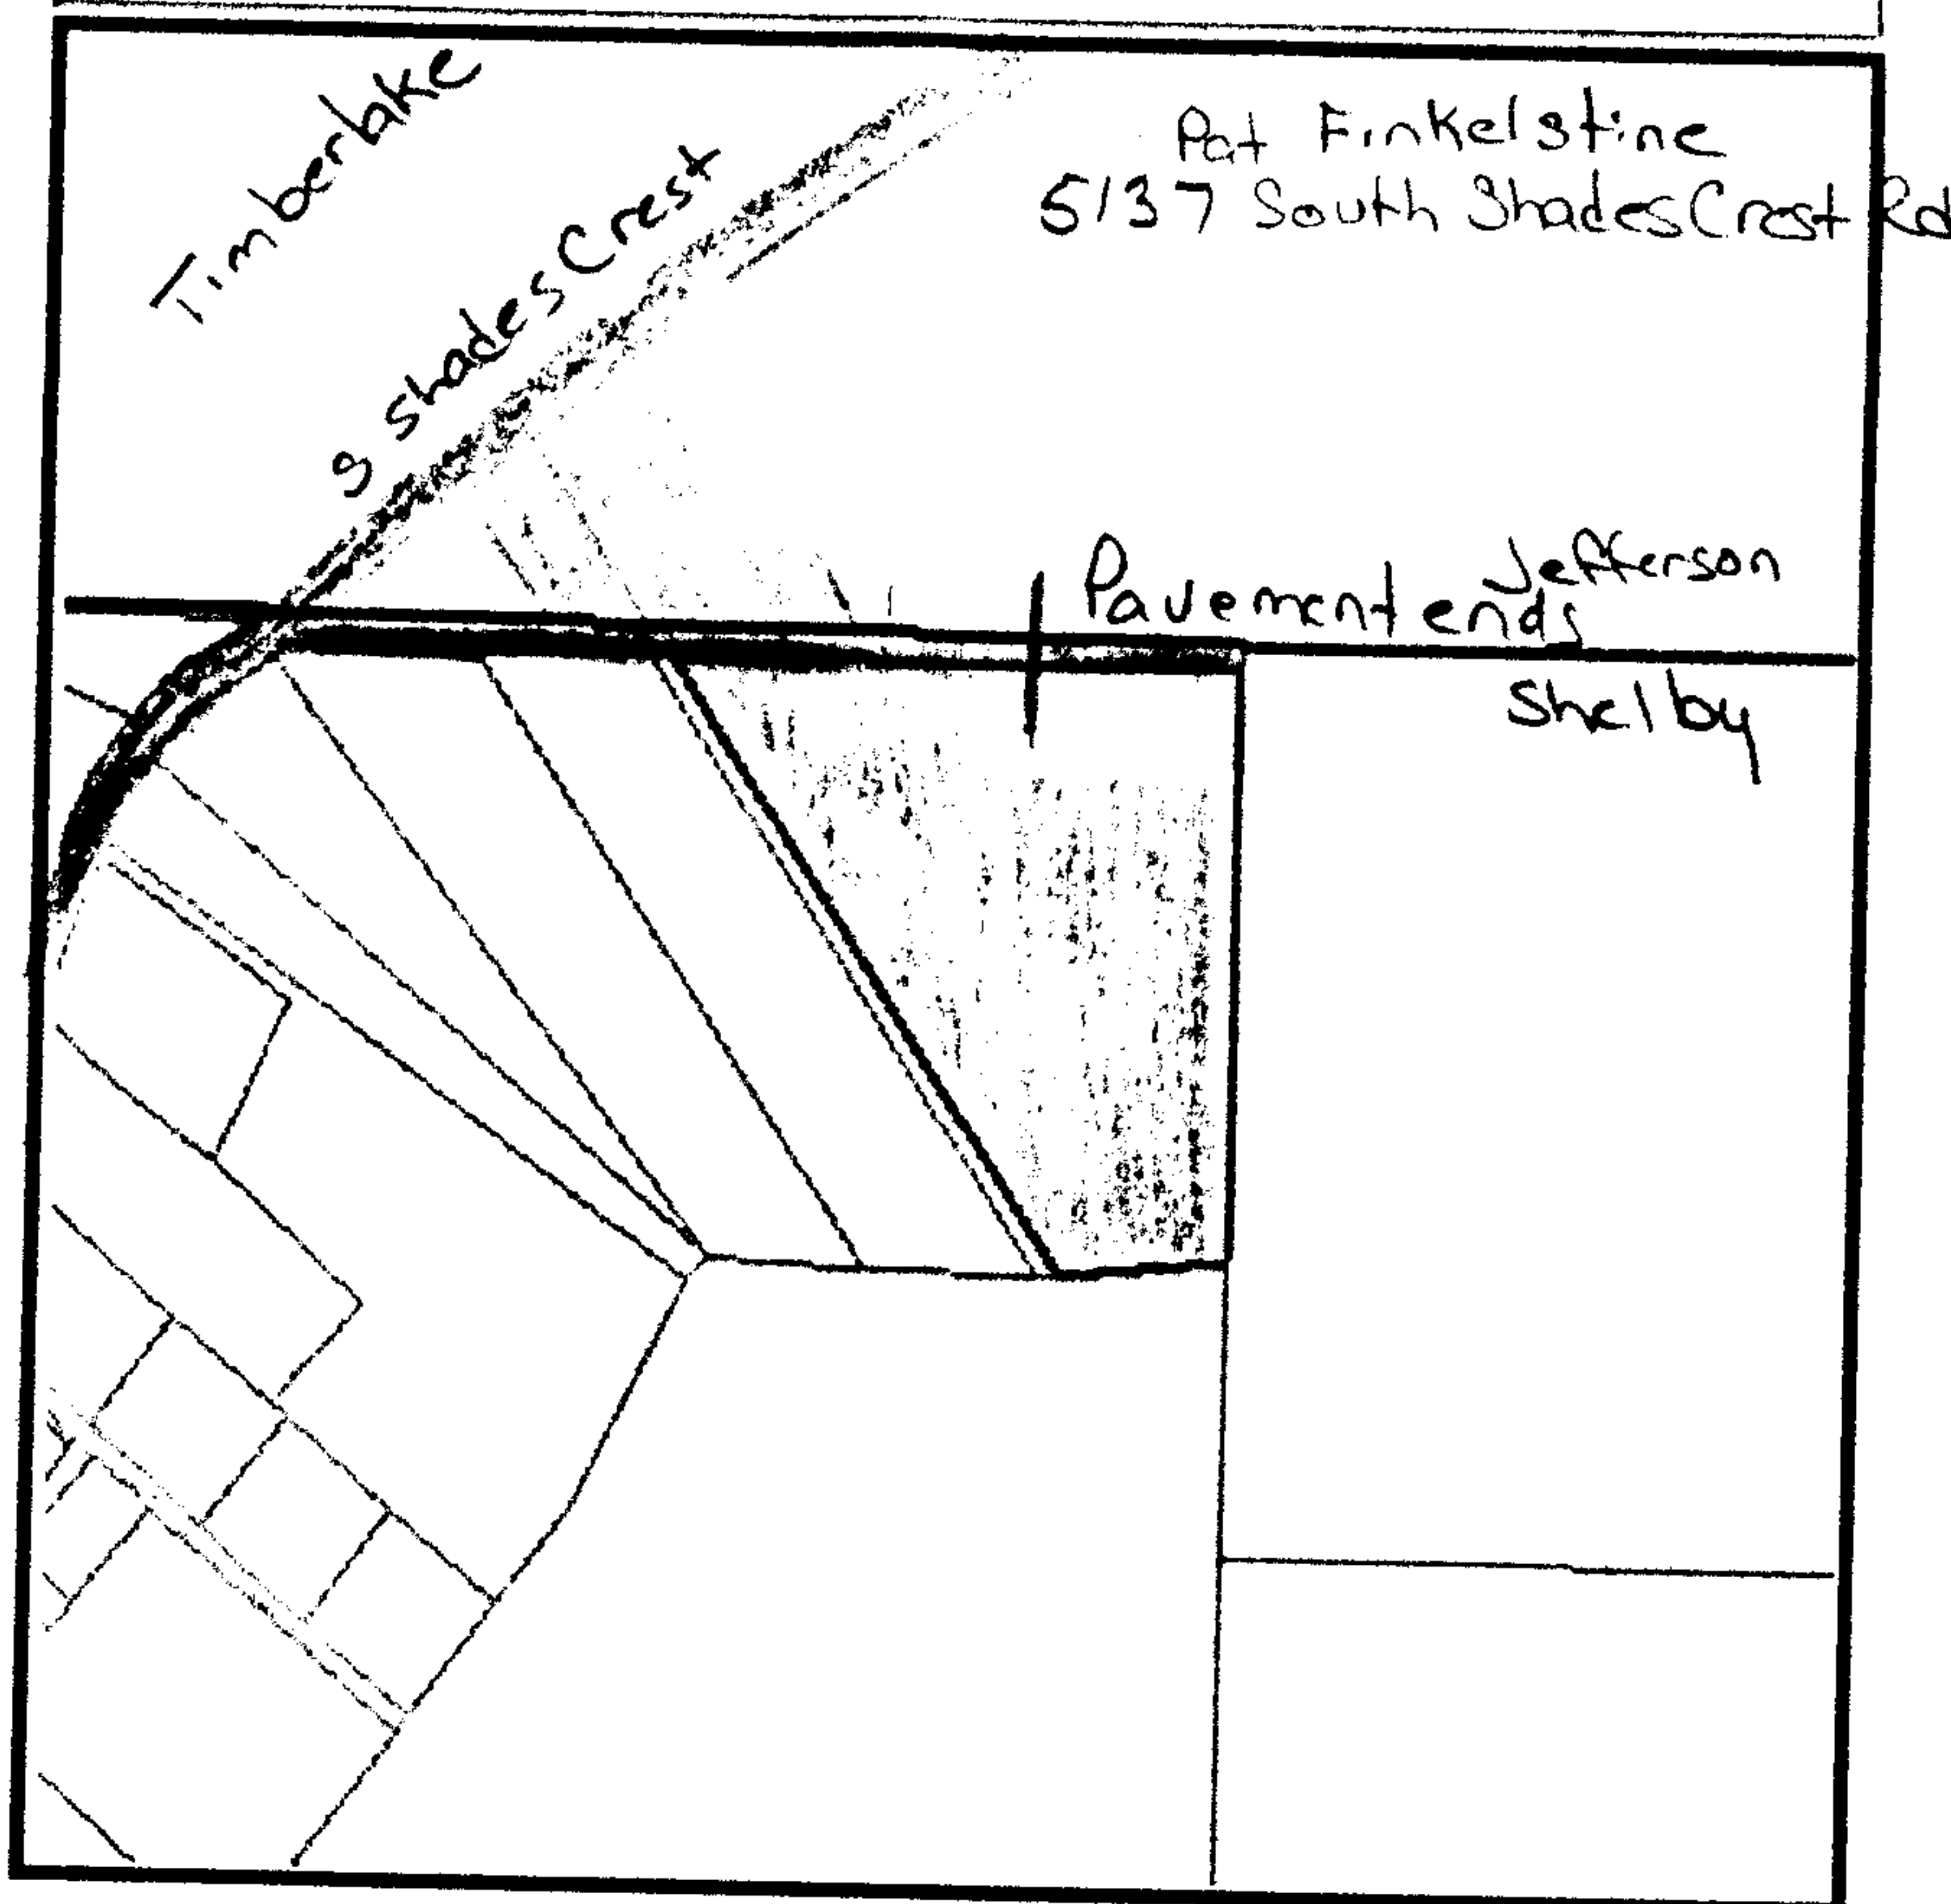 Timberlake
S Shades Crest
Pat Finkelstine
5137 South Shades Crest Rd
Jefferson
Pavement ends
Shelby